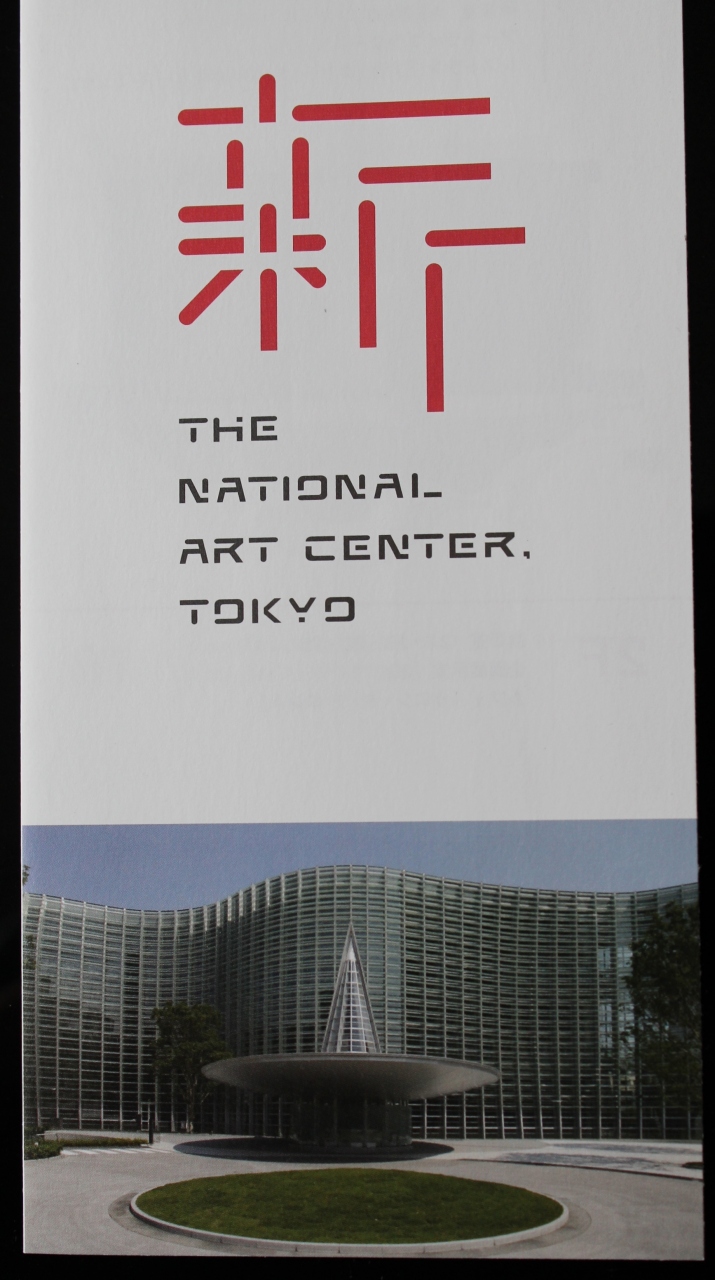 新
THE
NATIONAL
ART CENTER,
TOKYO